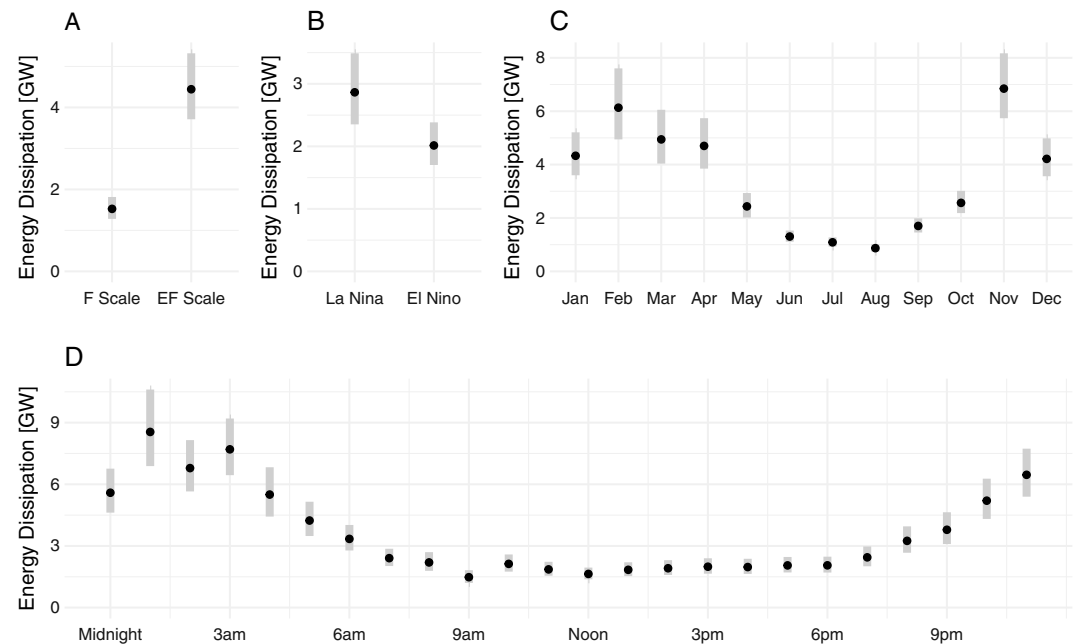 A
Energy Dissipation [GW]
4
2
0
F Scale EF Scale
B
Energy Dissipation [GW]
3
2
1
0
La Nina El Nino
C
Energy Dissipation [GW]
8
6
4
2
0
Jan Feb Mar Apr May Jun Jul Aug Sep Oct Nov Dec
D
Energy Dissipation [GW]
9
6
3
0
Midnight 3am 6am 9am Noon 3pm 6pm 9pm